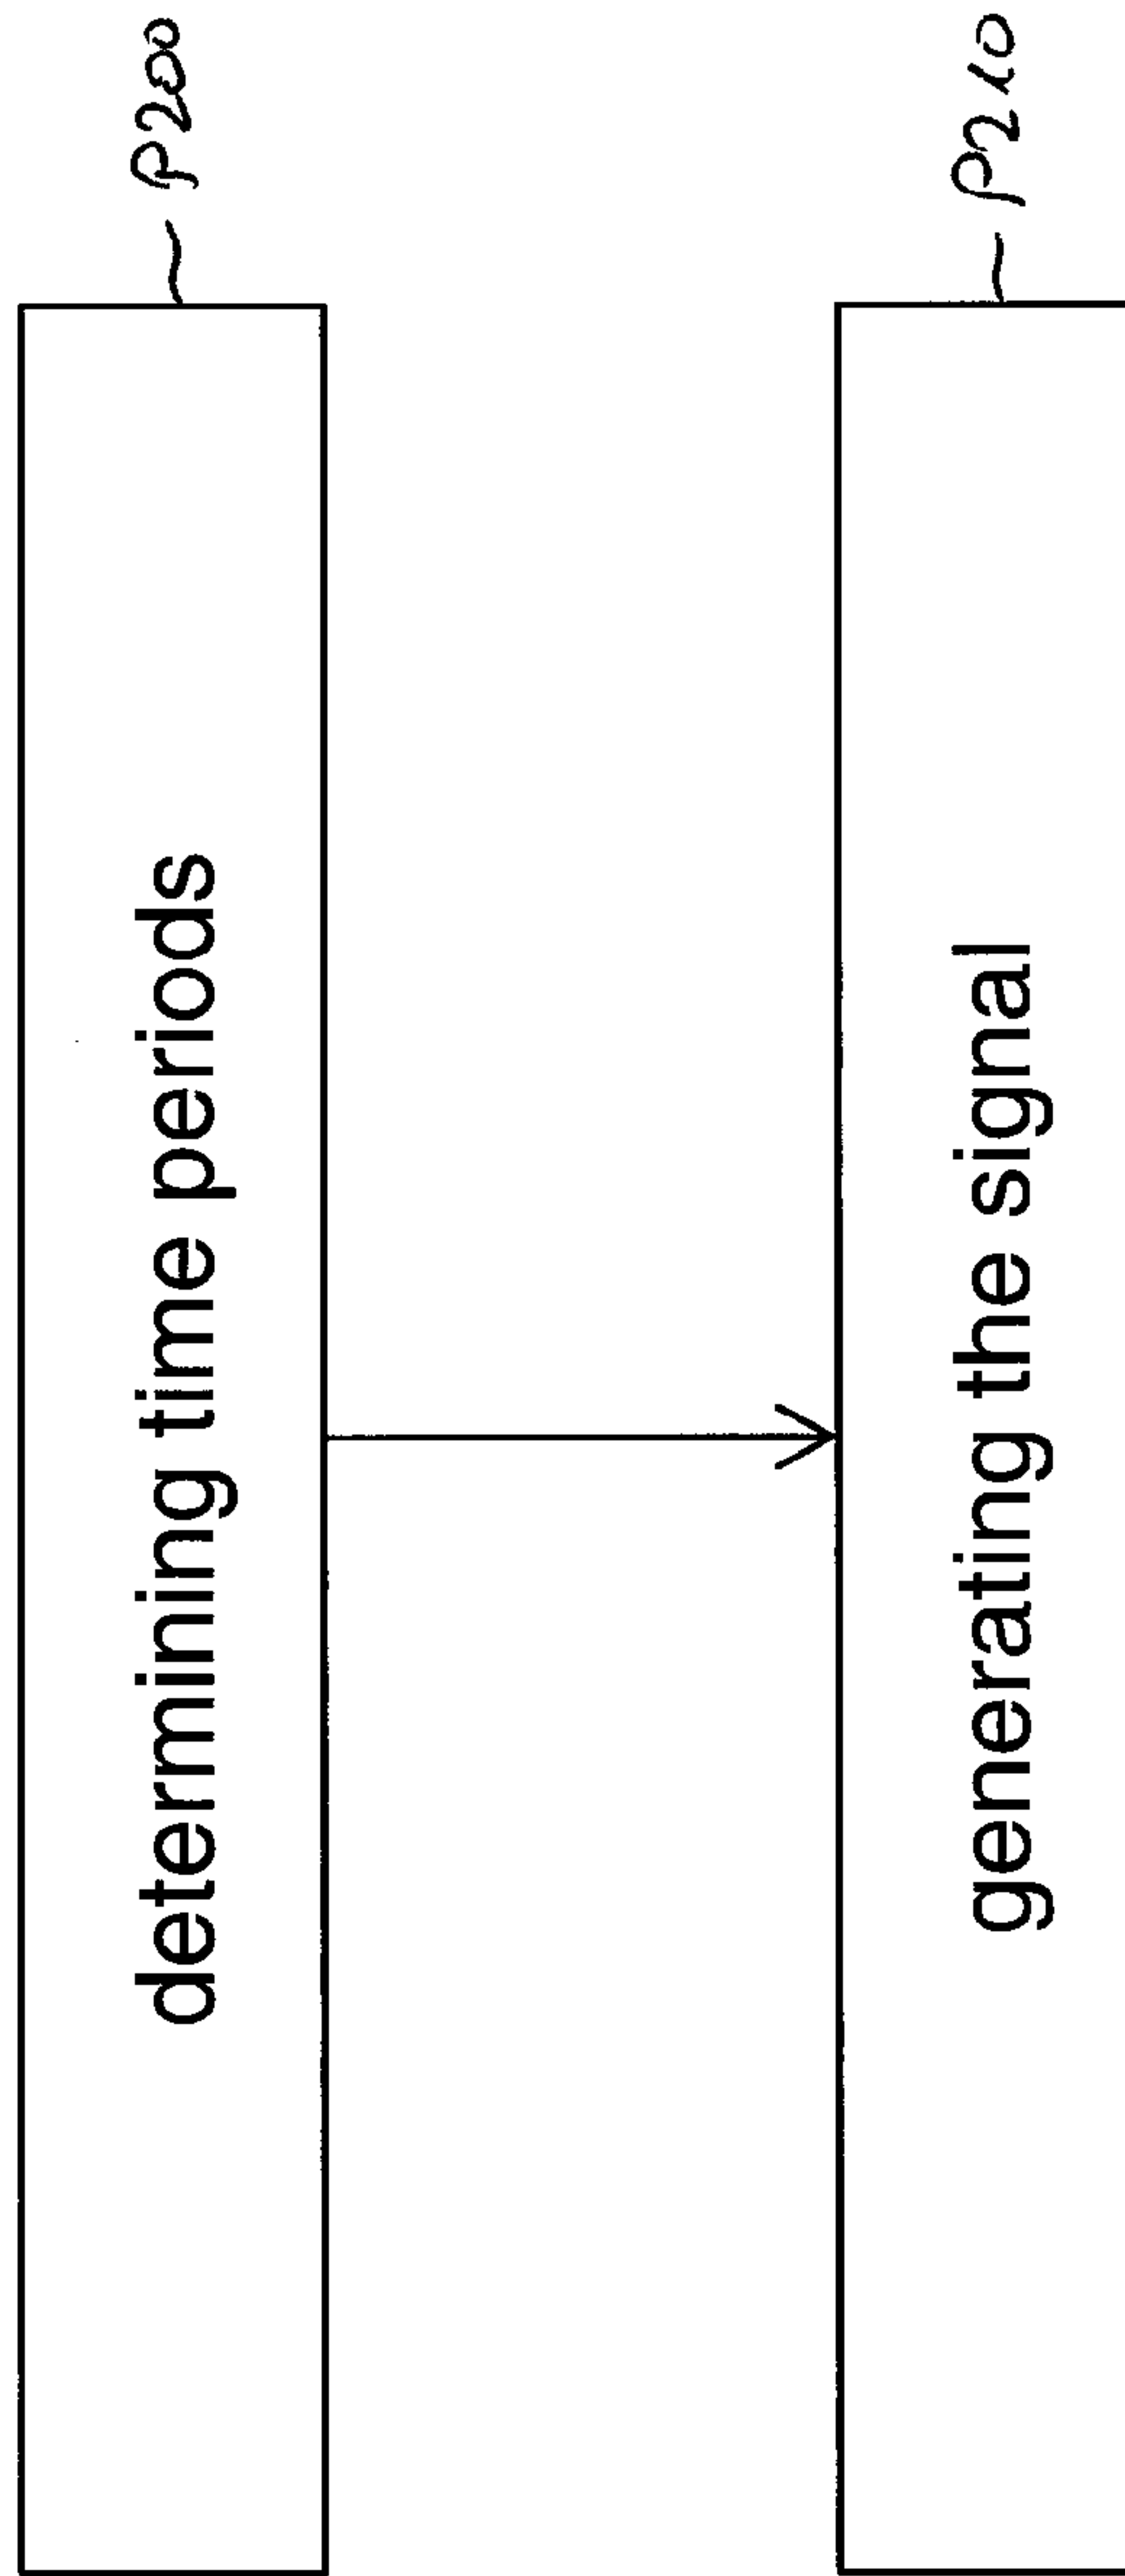 determining time periods
P200
generating the signal
P210